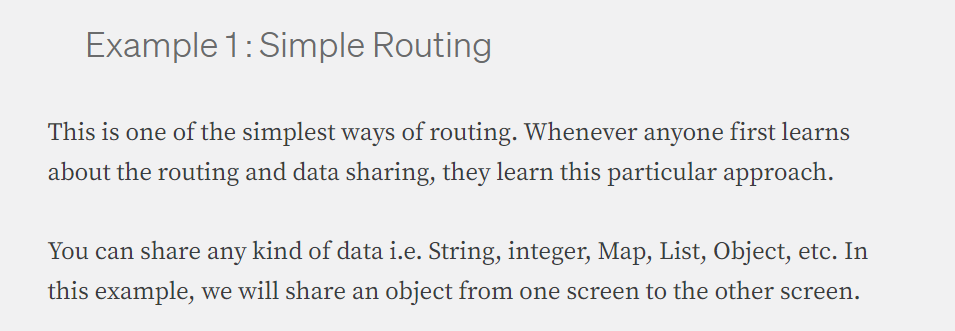 Example 1 : Simple Routing
This is one of the simplest ways of routing. Whenever anyone first learns
about the routing and data sharing, they learn this particular approach.
You can share any kind of data i.e. String, integer, Map, List, Object, etc. In
this example, we will share an object from one screen to the other screen.